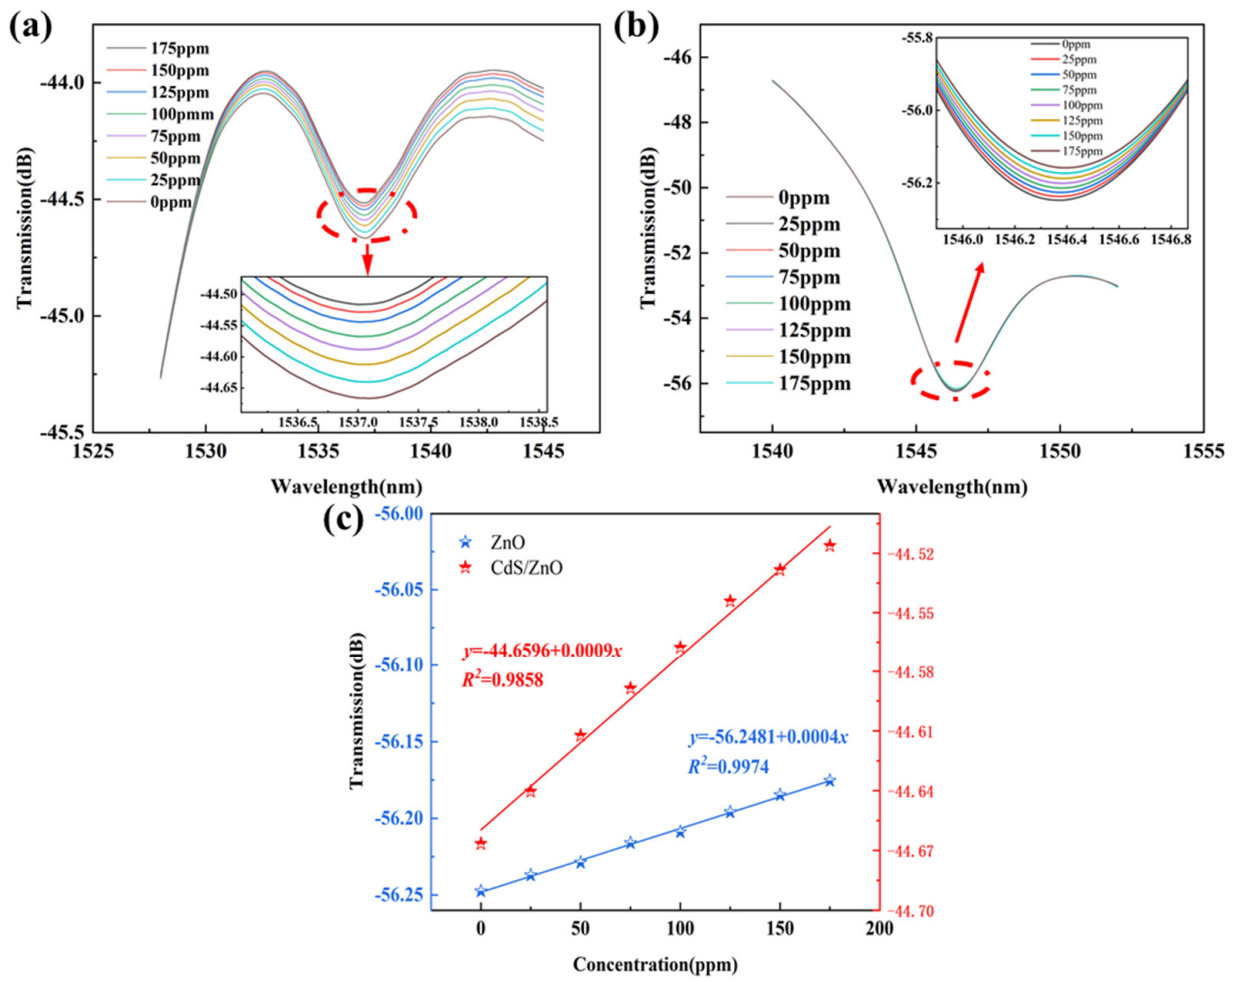 (a)
175ppm
150ppm
125ppm
100pmm
75ppm
50ppm
25ppm
0ppm
-44.0
-44.5
-45.0
-45.5
Transmission(dB)
-44.50
-44.55
-44.60
-44.65
1536.5 1537.0 1537.5 1538.0 1538.5
1525 1530 1535 1540 1545
Wavelength(nm)
(b)
-46
-48
-50
-52
-54
-56
Transmission(dB)
0ppm
25ppm
50ppm
75ppm
100ppm
125ppm
150ppm
175ppm
-55.8
-56.0
-56.2
0ppm
25ppm
50ppm
75ppm
100ppm
125ppm
150ppm
175ppm
1546.0 1546.2 1546.4 1546.6 1546.8
1540 1545 1550 1555
Wavelength(nm)
(c)
-56.00
-56.05
-56.10
-56.15
-56.20
-56.25
Transmission(dB)
ZnO
CdS/ZnO
y=-44.6596+0.0009x
R²=0.9858
y=-56.2481+0.0004x
R²=0.9974
-44.52
-44.55
-44.58
-44.61
-44.64
-44.67
-44.70
0 50 100 150 200
Concentration(ppm)